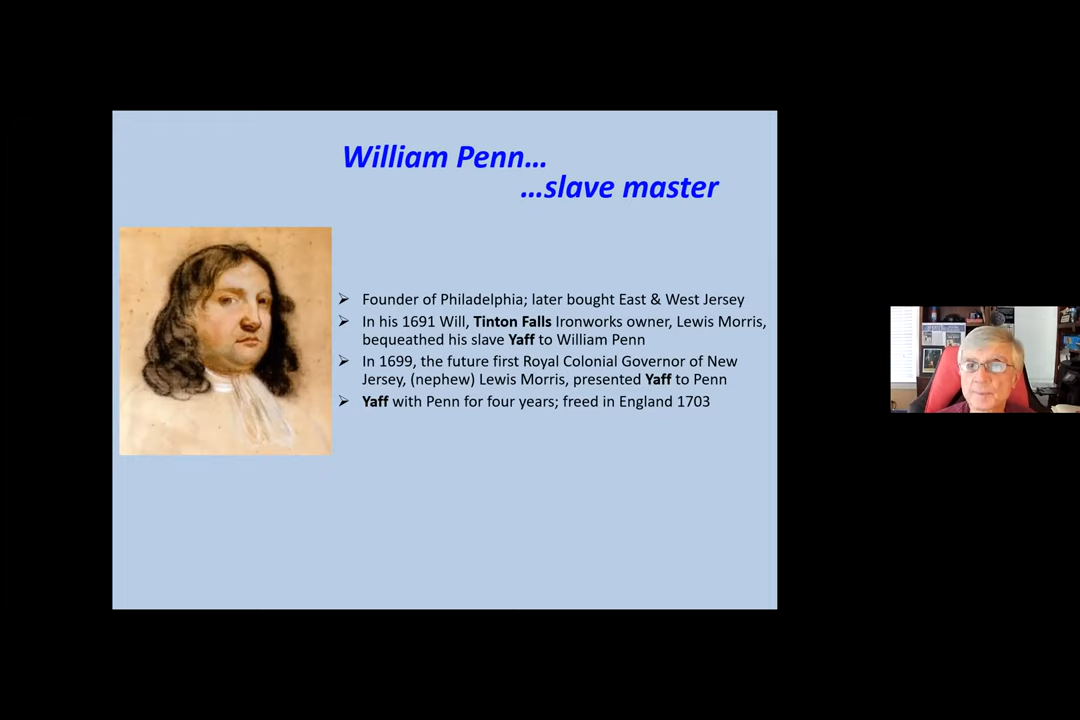 William Penn…
…slave master
➢ Founder of Philadelphia; later bought East & West Jersey
➢ In his 1691 Will, Tinton Falls Ironworks owner, Lewis Morris,
bequeathed his slave Yaff to William Penn
➢ In 1699, the future first Royal Colonial Governor of New
Jersey, (nephew) Lewis Morris, presented Yaff to Penn
➢ Yaff with Penn for four years; freed in England 1703